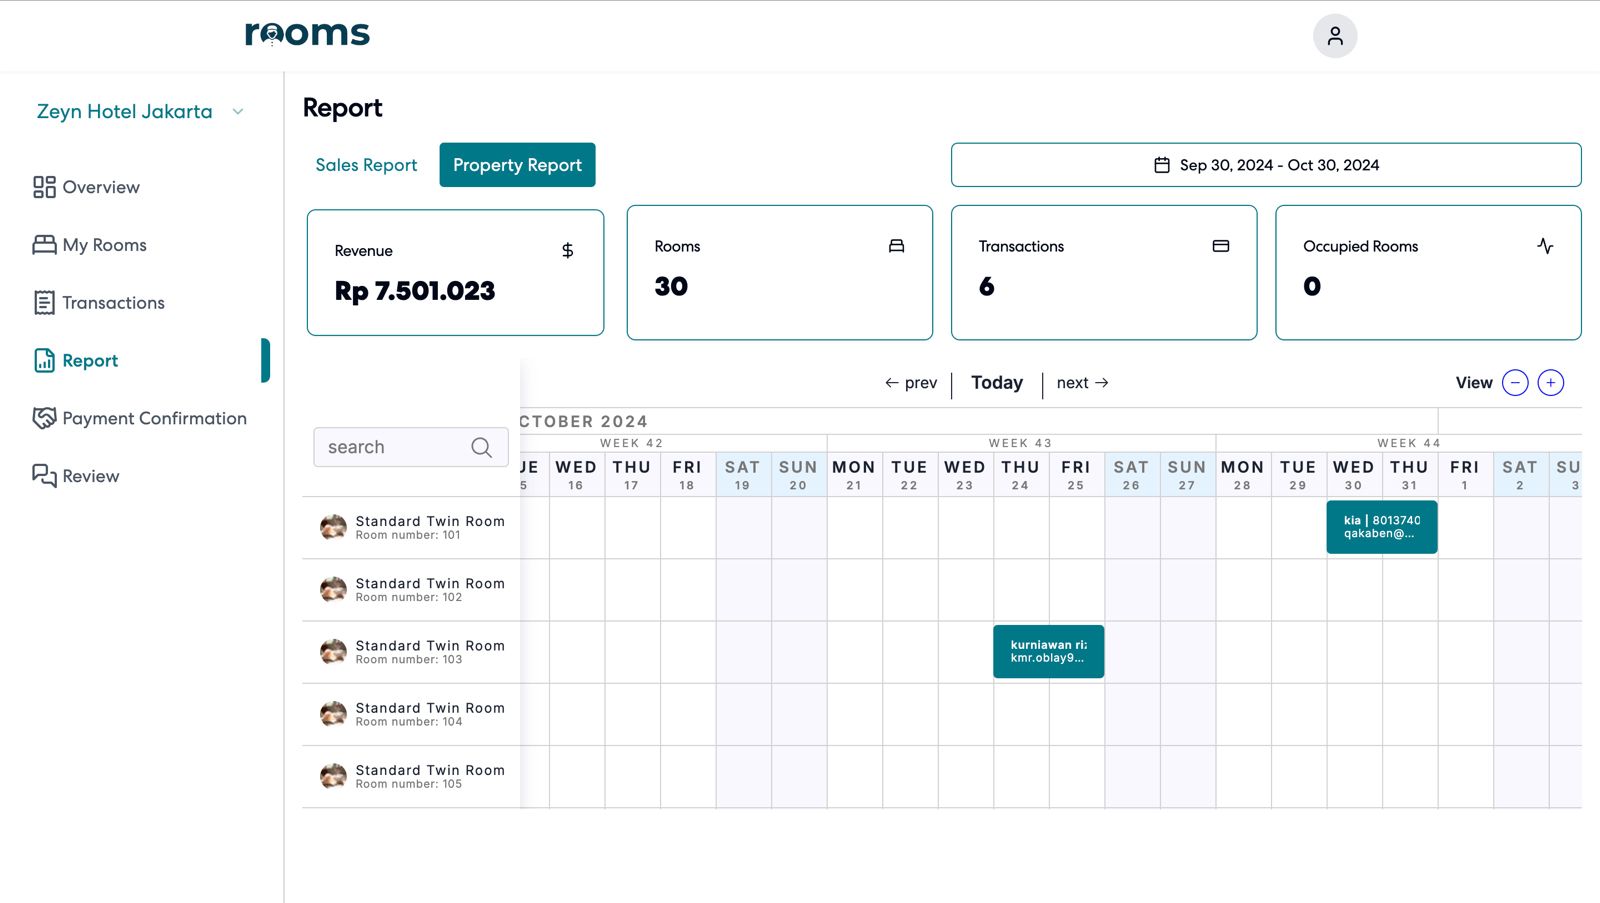 rooms
Zeyn Hotel Jakarta
Overview
My Rooms
Transactions
Report
Payment Confirmation
Review
Report
Sales Report
Property Report
Sep 30, 2024 - Oct 30, 2024
Revenue
$
Rp 7.501.023
Rooms
30
Transactions
6
Occupied Rooms
0
← prev
Today
next →
View
search
CTOBER 2024
WEEK 42
WEEK 43
WEEK 44
UE WED THU FRI SAT SUN MON TUE WED THU FRI SAT SUN MON TUE WED THU FRI SAT SU
5 16 17 18 19 20 21 22 23 24 25 26 27 28 29 30 31 1 2 3
Standard Twin Room
Room number: 101
kia | 8013740
qakaben@...
Standard Twin Room
Room number: 102
Standard Twin Room
Room number: 103
kurniawan ri
kmr.oblay9...
Standard Twin Room
Room number: 104
Standard Twin Room
Room number: 105